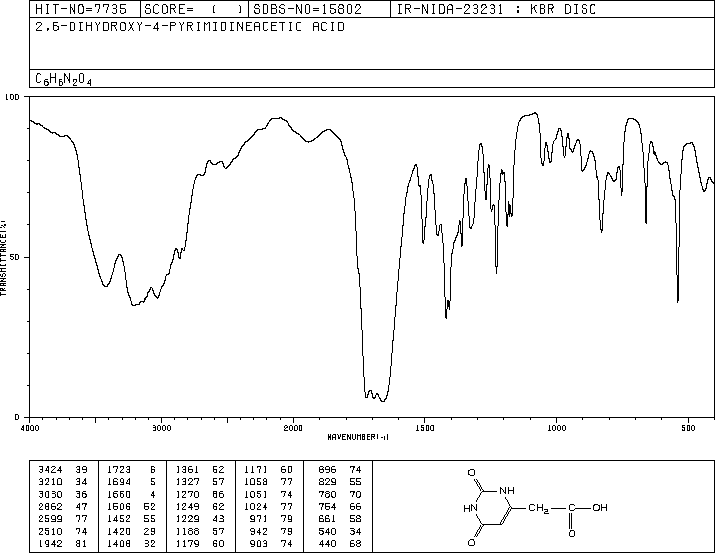 HIT-NO=7735 SCORE= ( ) SDBS-NO=15802 IR-NIDA-23231 : KBR DISC
2,6-DIHYDROXY-4-PYRIMIDINEACETIC ACID
C6H6N2O4
100
50
0
TRANSMITTANCE(%)
4000 3000 2000 1500 1000 500
WAVENUMBER(-1)
3424 39 1723 6 1361 52 1171 60 896 74
3210 34 1694 5 1327 57 1058 77 829 55
3030 36 1660 4 1270 86 1051 74 780 70
2862 47 1506 52 1249 62 1024 77 764 66
2599 77 1452 55 1229 43 971 79 661 58
2510 74 1420 29 1188 57 942 79 540 34
1942 81 1408 32 1179 60 903 74 440 68
O
NH
HN
CH2 C OH
O
O